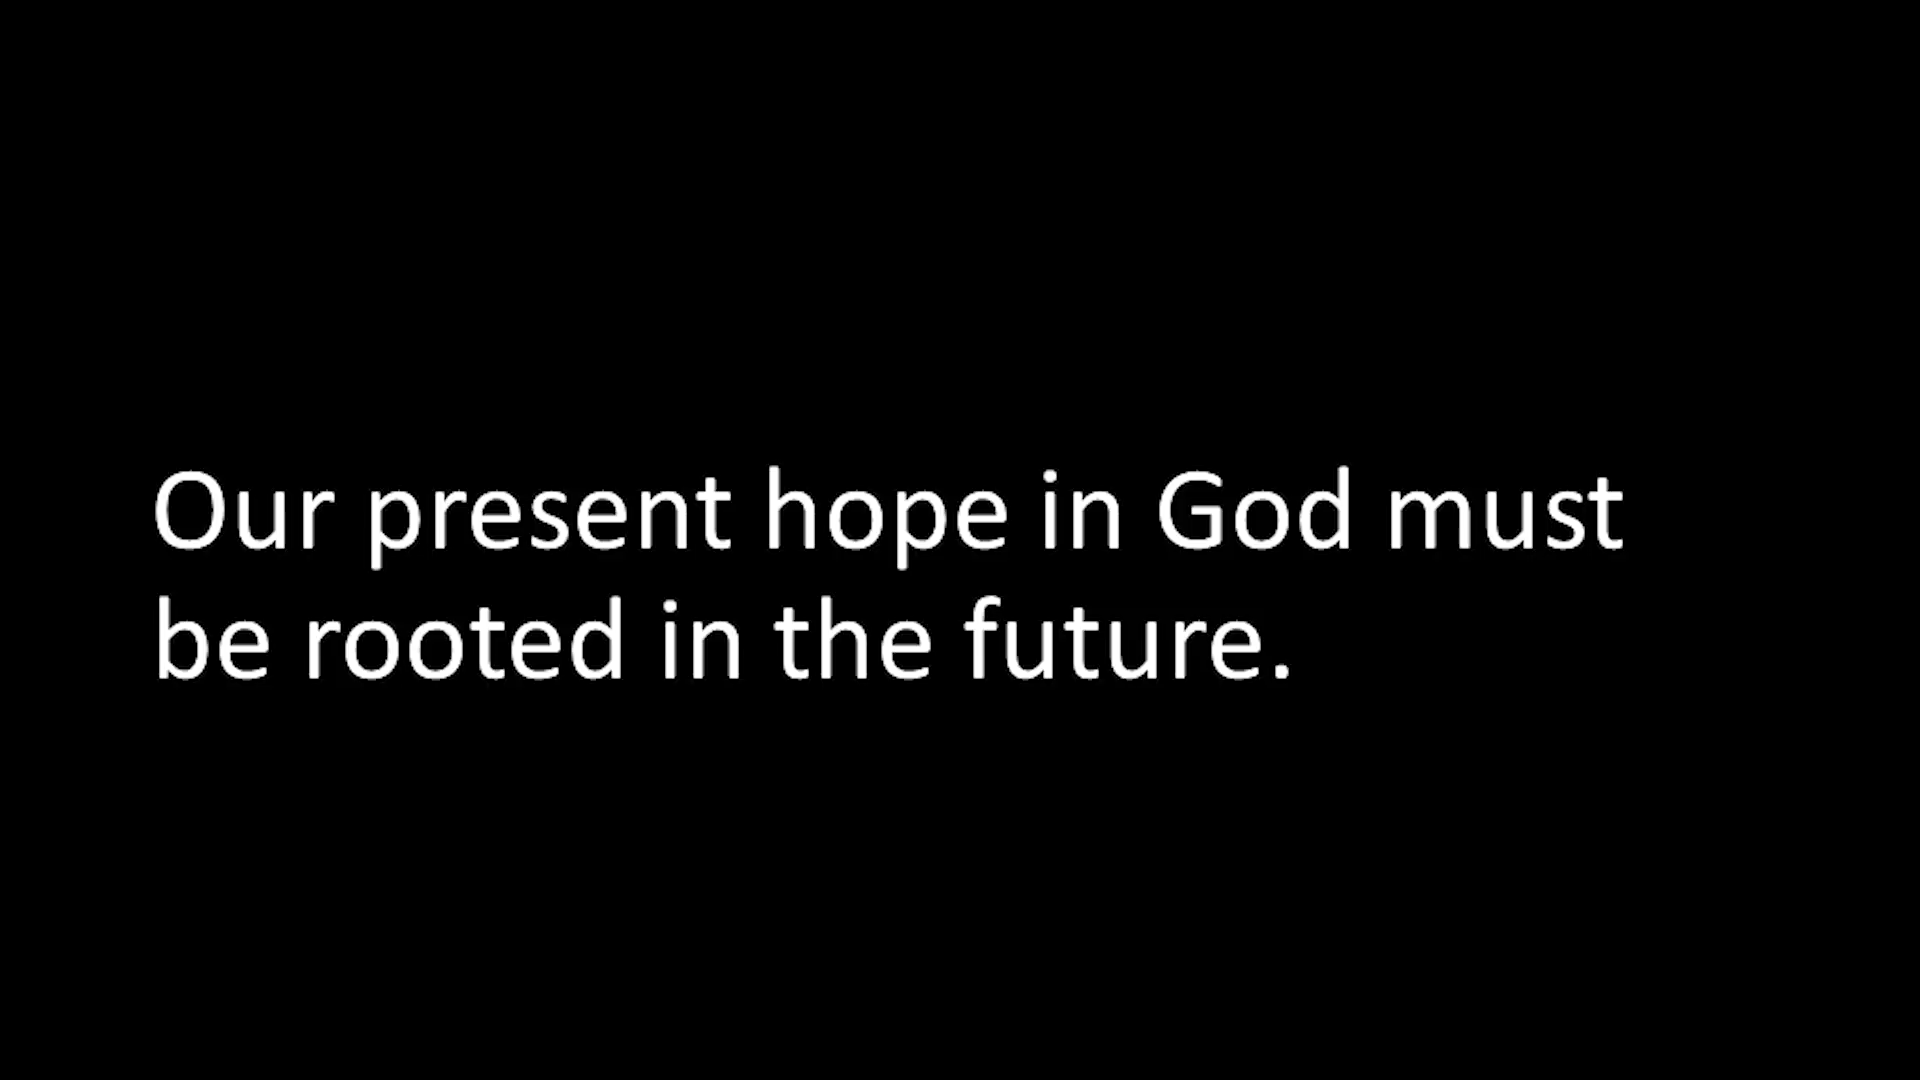 Our present hope in God must
be rooted in the future.